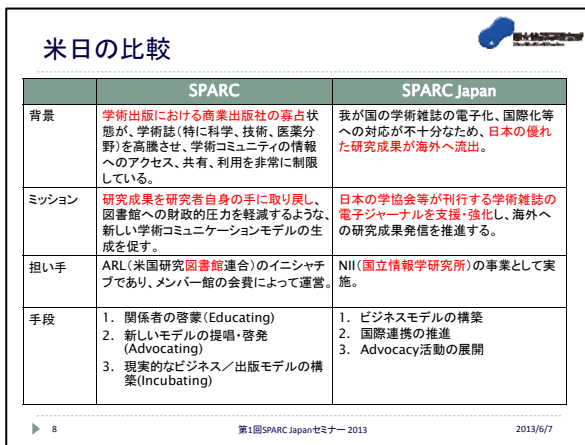 米日の比較
SPARC
SPARC Japan
背景
学術出版における商業出版社の寡占状
態が、学術誌(特に科学、技術、医薬分
野)を高騰させ、学術コミュニティの情報
へのアクセス、共有、利用を非常に制限
している。
我が国の学術雑誌の電子化、国際化等
への対応が不十分なため、日本の優れ
た研究成果が海外へ流出。
ミッション
研究成果を研究者自身の手に取り戻し、
図書館への財政的圧力を軽減するような、
新しい学術コミュニケーションモデルの生
成を促す。
日本の学協会等が刊行する学術雑誌の
電子ジャーナルを支援・強化し、海外へ
の研究成果発信を推進する。
担い手
ARL(米国研究図書館連合)のイニシャチ
ブであり、メンバー館の会費によって運営。
NII(国立情報学研究所)の事業として実
施。
手段
1. 関係者の啓蒙(Educating)
2. 新しいモデルの提唱・啓発
(Advocating)
3. 現実的なビジネス／出版モデルの構
築(Incubating)
1. ビジネスモデルの構築
2. 国際連携の推進
3. Advocacy活動の展開
8
第1回SPARC Japanセミナー 2013
2013/6/7